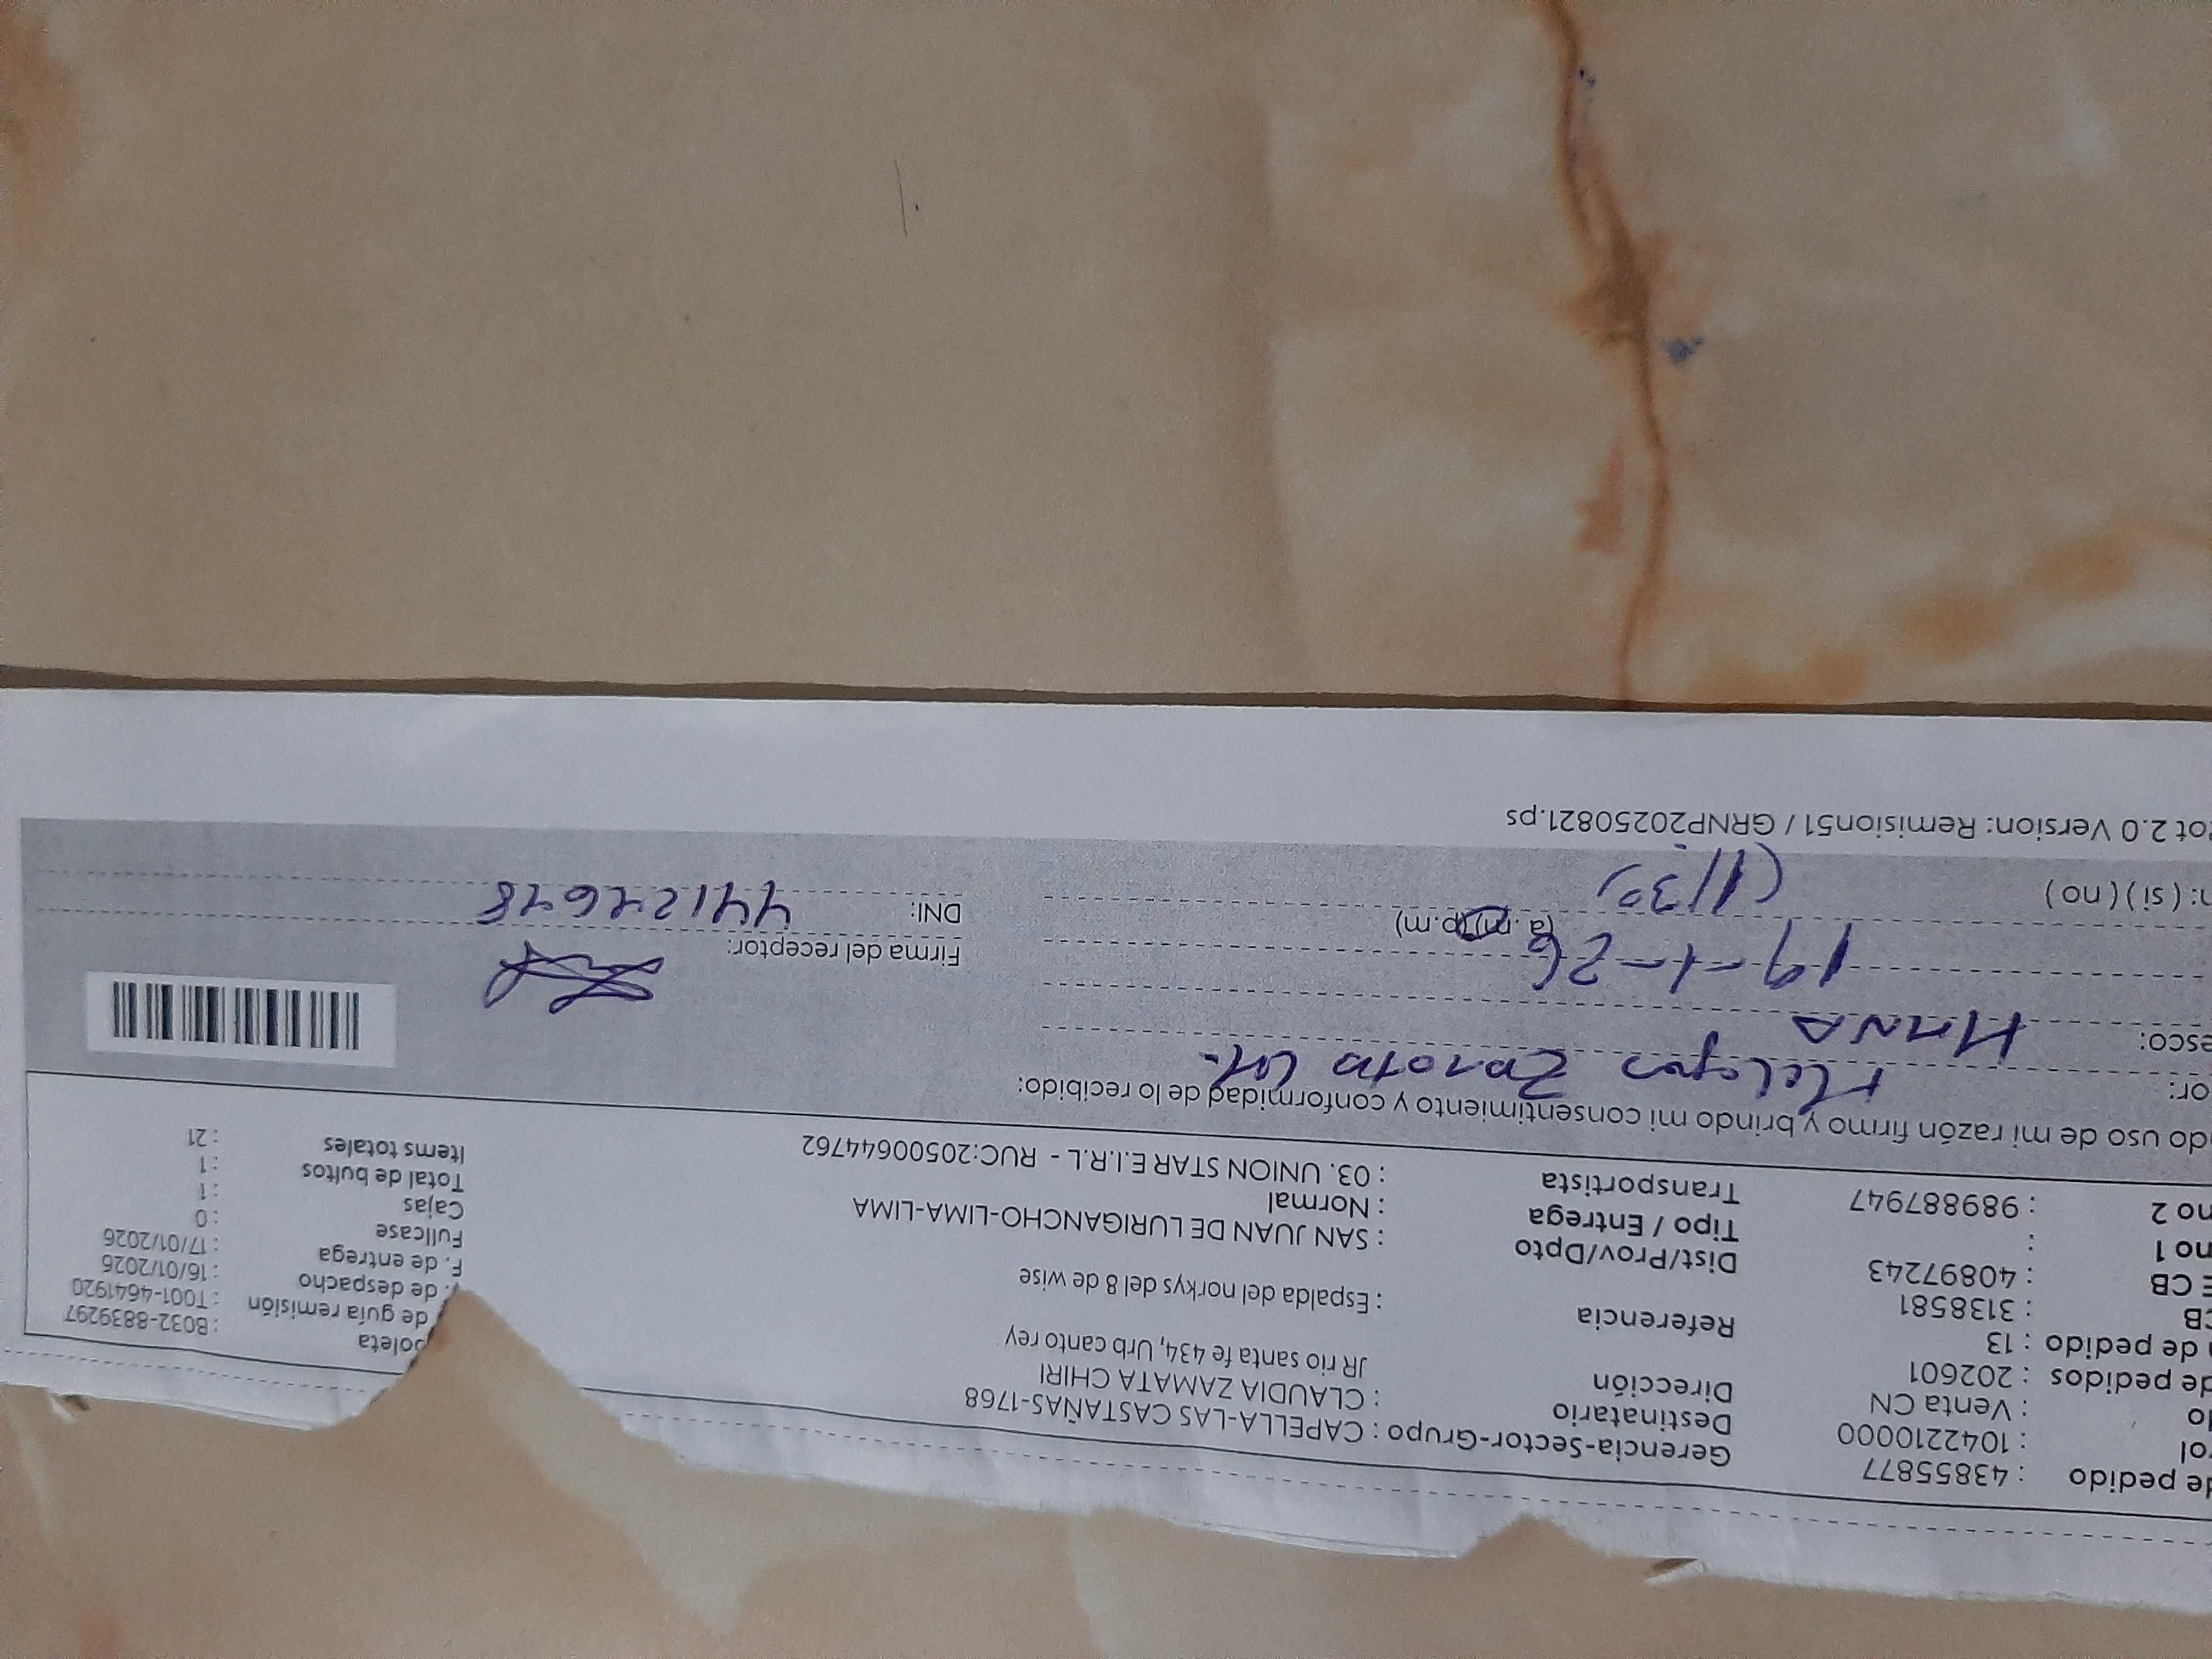 de pedido : 43855877 Gerencia-Sector-Grupo : CAPELLA-LAS CASTAÑAS-1768
rol : 1042210000 Destinatario : CLAUDIA ZAMATA CHIRI
lo : Venta CN Dirección JR rio santa fe 434, Urb canto rey
de pedidos : 202601
de pedido : 13 Referencia : Espalda del norkys del 8 de wise
CB : 3138581
E CB : 40897243 Dist/Prov/Dpto : SAN JUAN DE LURIGANCHO-LIMA-LIMA
no 1 : Tipo / Entrega : Normal
no 2 : 989887947 Transportista : 03. UNION STAR E.I.R.L - RUC:20500644762
oleta : B032-8839297
de guía remisión : T001-4641920
. de despacho : 16/01/2026
F. de entrega : 17/01/2026
Fullcase : 0
Cajas : 1
Total de bultos : 1
Items totales : 21
do uso de mi razón firmo y brindo mi consentimiento y conformidad de lo recibido:
or:
esco:
19-1-26
(a.m)(p.m)
n: ( si ) ( no )
Firma del receptor:
DNI:
ot 2.0 Version: Remision51 / GRNP20250821.ps